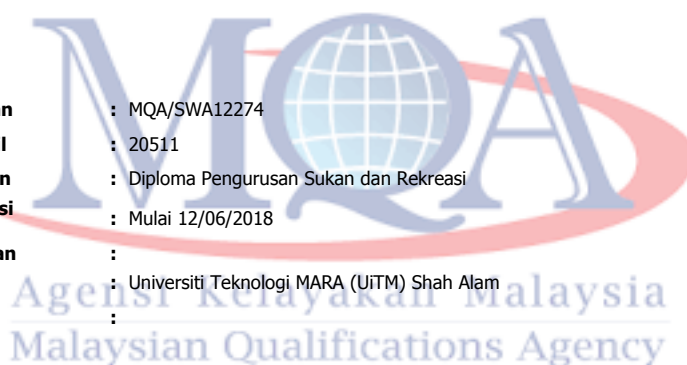 MQA
an : MQA/SWA12274
l : 20511
n : Diploma Pengurusan Sukan dan Rekreasi
si : Mulai 12/06/2018
an :
: Universiti Teknologi MARA (UiTM) Shah Alam
Agensi Kelayakan Malaysia
:
Malaysian Qualifications Agency